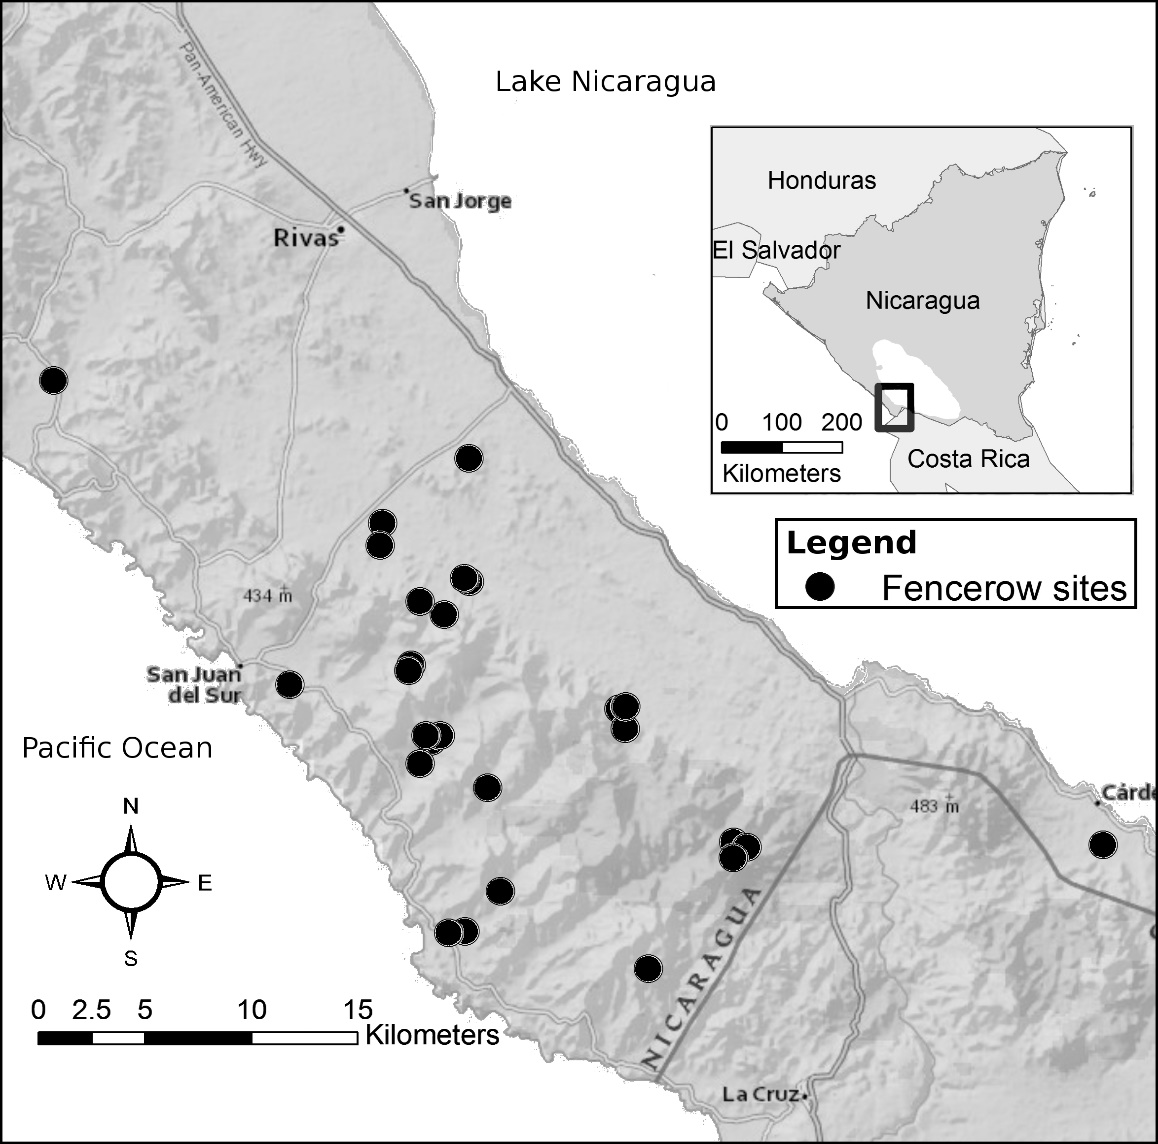 Pan-American Hwy
Lake Nicaragua
San Jorge
Rivas
Honduras
El Salvador
Nicaragua
Costa Rica
0 100 200
Kilometers
Legend
Fencerow sites
434 m
San Juan
del Sur
Pacific Ocean
N
W E
S
483 m
Cárde
0 2.5 5 10 15
Kilometers
NICARAGUA
La Cruz